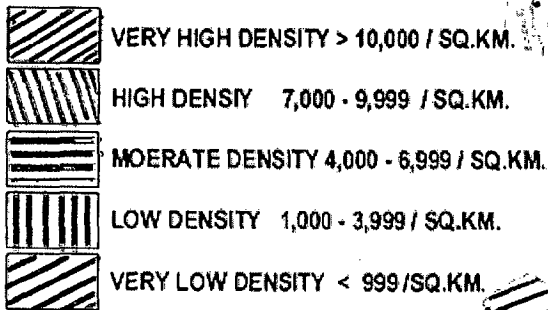 VERY HIGH DENSITY > 10,000 / SQ.KM.
HIGH DENSIY 7,000 - 9,999 / SQ.KM.
MOERATE DENSITY 4,000 - 6,999 / SQ.KM.
LOW DENSITY 1,000 - 3,999 / SQ.KM.
VERY LOW DENSITY < 999/SQ.KM.